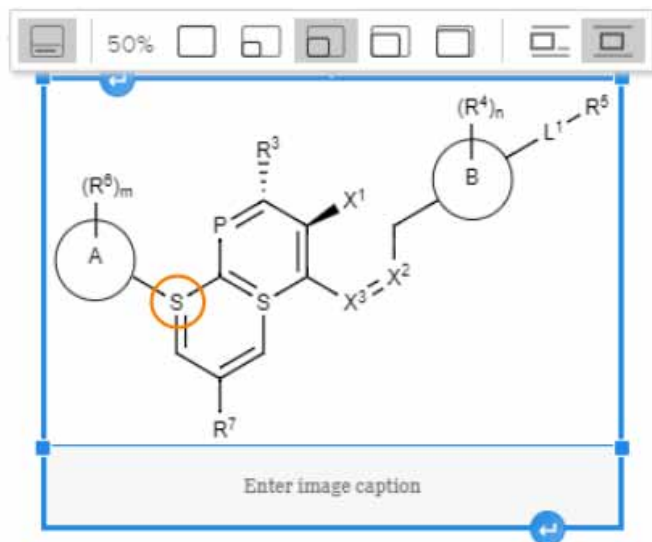 50%
(R⁴)ₙ
L¹
R⁵
B
R³
(R⁶)ₘ
X¹
P
A
X²
S
S
X³
R⁷
Enter image caption